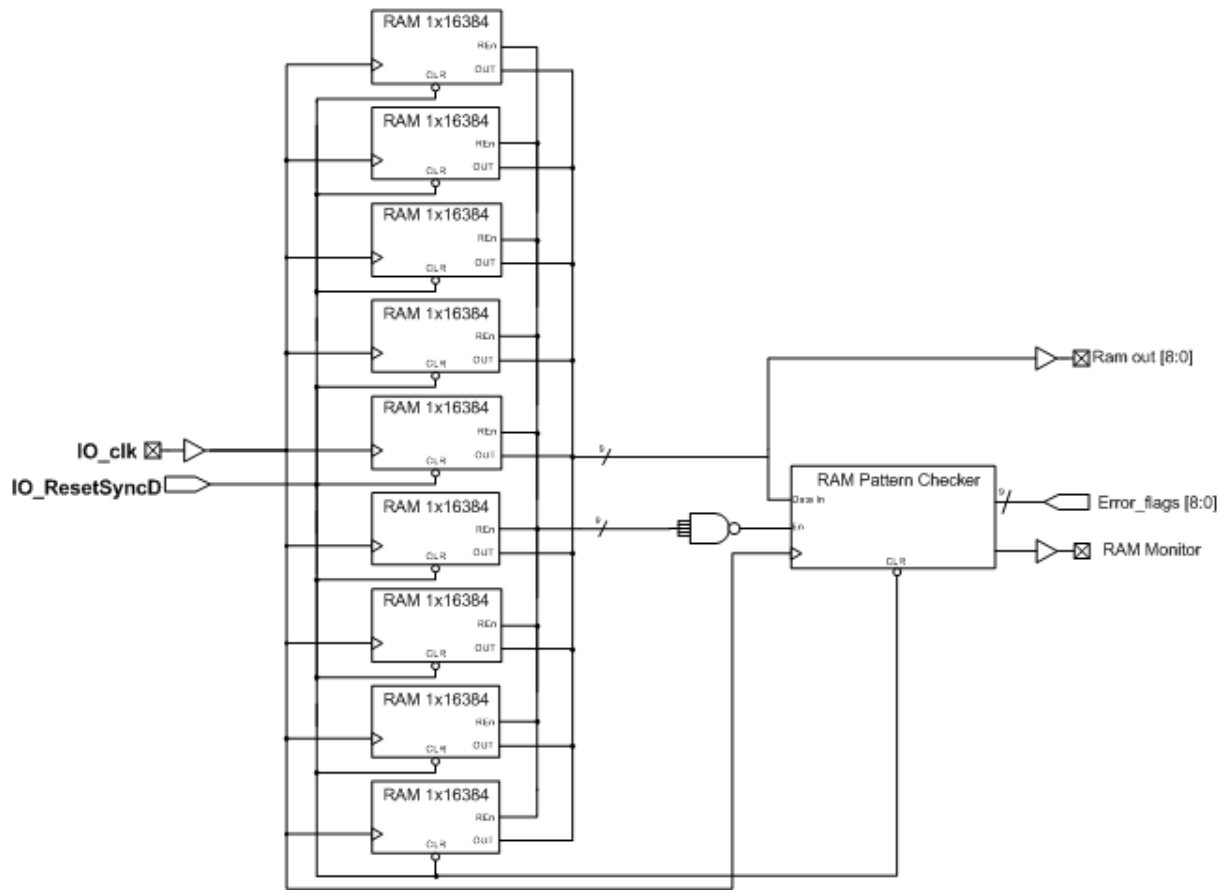 RAM 1x16384
REn
OUT
CLR
RAM 1x16384
REn
OUT
CLR
RAM 1x16384
REn
OUT
CLR
RAM 1x16384
REn
OUT
CLR
Ram out [8:0]
RAM 1x16384
REn
IO_clk
OUT
9
CLR
RAM Pattern Checker
IO_ResetSyncD
Data In
9
Error_flags [8:0]
RAM 1x16384
9
En
REn
OUT
RAM Monitor
CLR
CLR
RAM 1x16384
REn
OUT
CLR
RAM 1x16384
REn
OUT
CLR
RAM 1x16384
REn
OUT
CLR